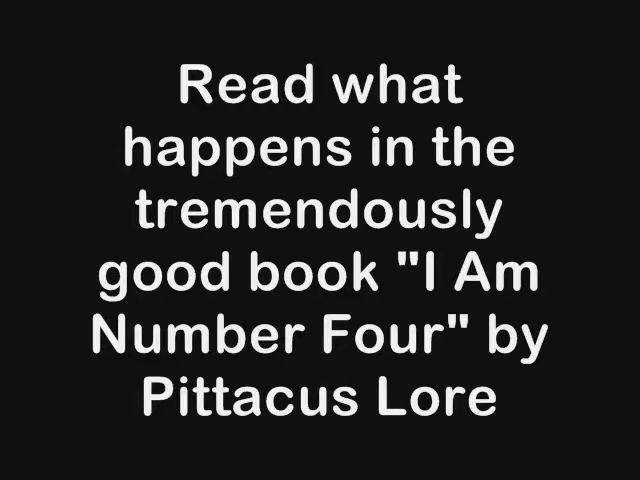 Read what
happens in the
tremendously
good book "I Am
Number Four" by
Pittacus Lore